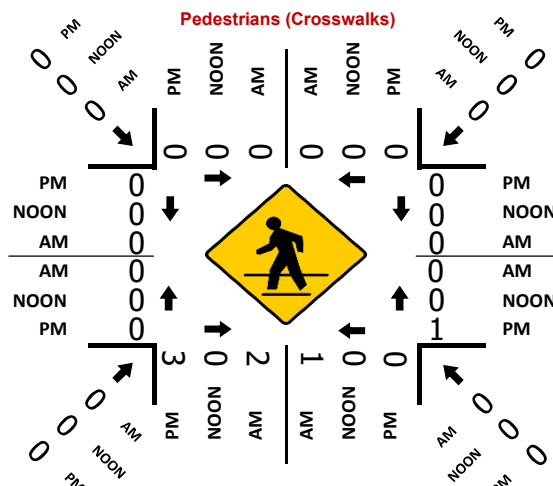 Pedestrians (Crosswalks)
0 PM
0 NOON
0 AM
PM NOON AM AM NOON PM
PM
NOON
AM
0
0
0
0 0 0 0 0 0
PM 0 0 PM
NOON 0 0 NOON
AM 0 0 AM
AM 0 0 AM
NOON 0 0 NOON
PM 0 1 PM
3 0 2 1 0 0
PM NOON AM AM NOON PM
0 AM
0 NOON
0 PM
0 AM
0 NOON
0 PM